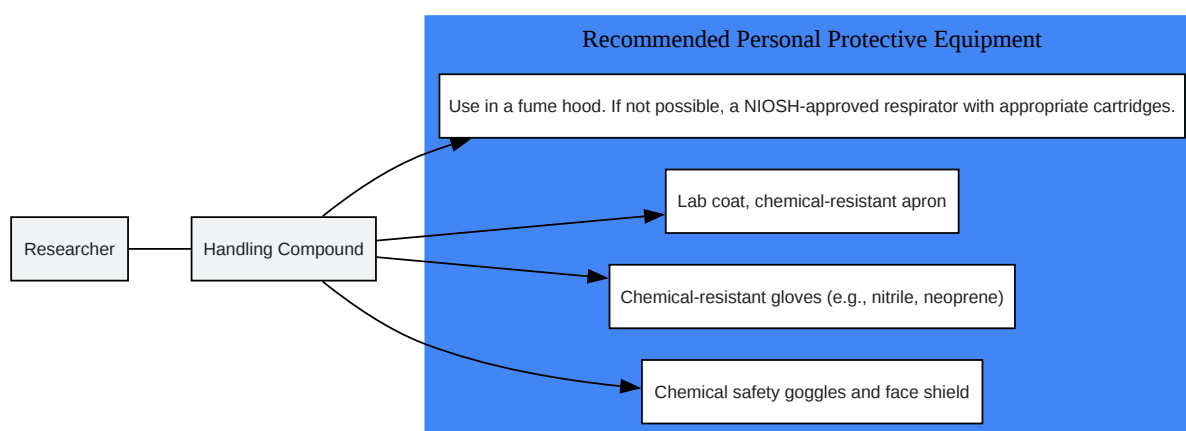 Recommended Personal Protective Equipment
Use in a fume hood. If not possible, a NIOSH-approved respirator with appropriate cartridges.
Lab coat, chemical-resistant apron
Researcher
Handling Compound
Chemical-resistant gloves (e.g., nitrile, neoprene)
Chemical safety goggles and face shield